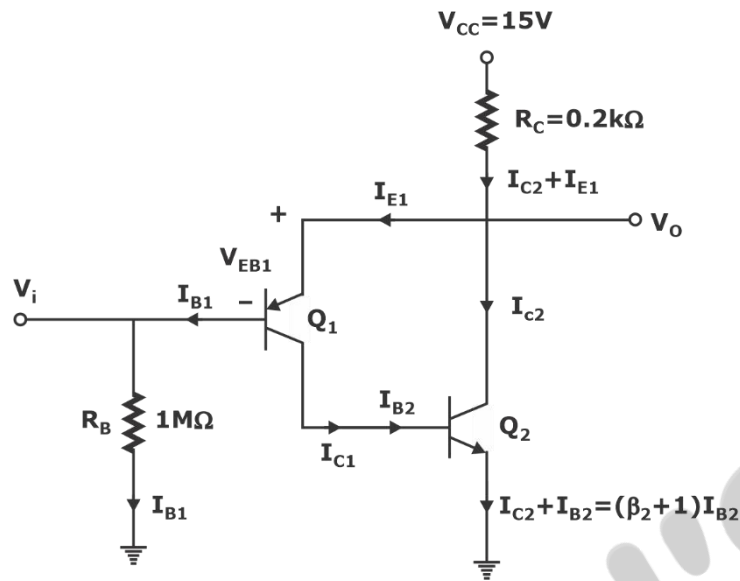 V_CC=15V
R_C=0.2kΩ
I_C2+I_E1
I_E1
+
V_O
V_EB1
V_i
I_B1
−
Q_1
I_c2
R_B 1MΩ
I_B2
Q_2
I_C1
I_B1
I_C2+I_B2=(β_2+1)I_B2